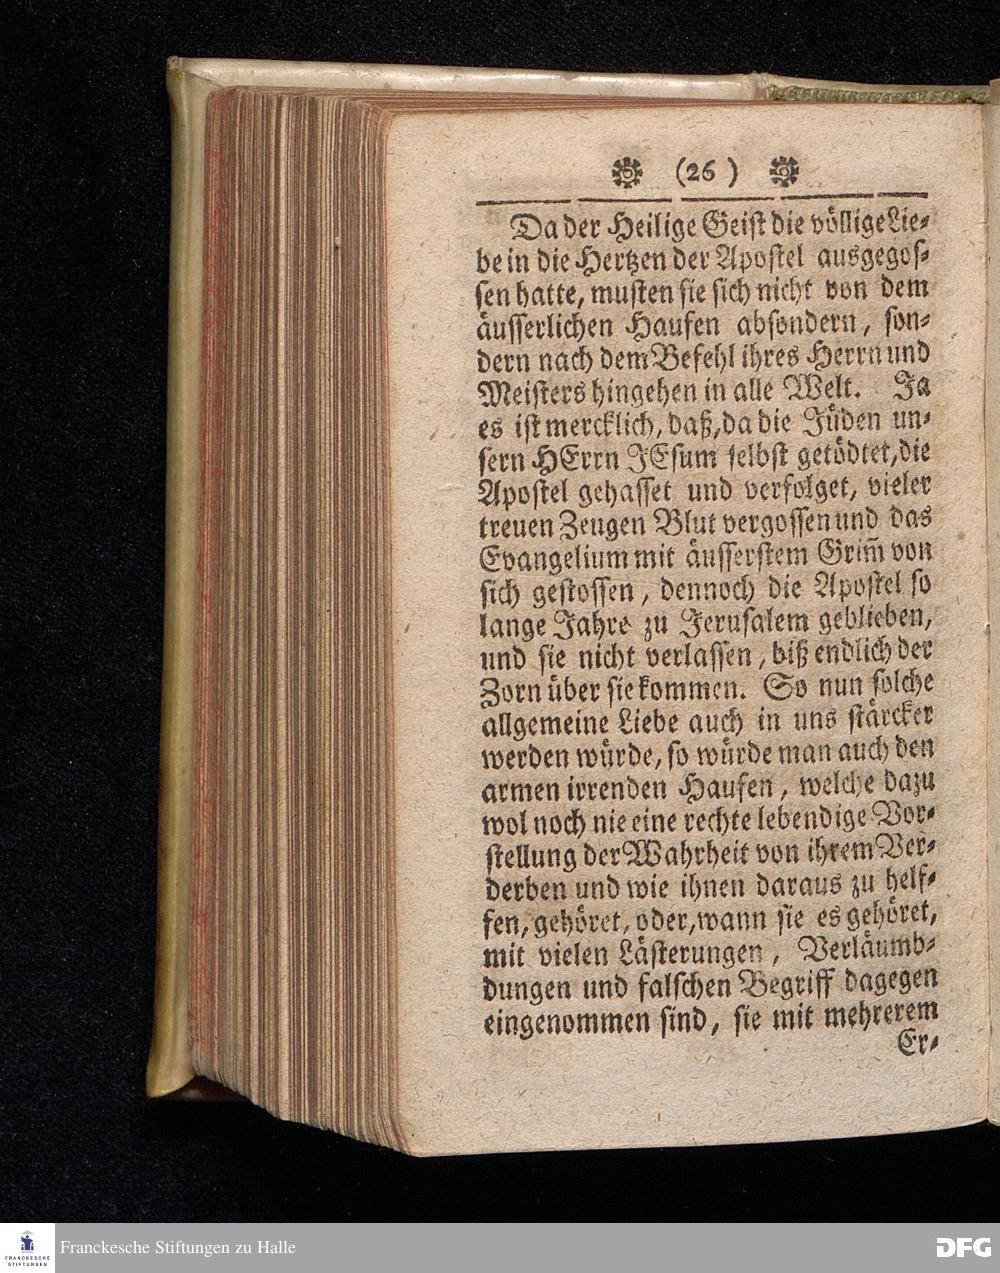 (26)
Da der Heilige Geist die völlige Lie-
be in die Hertzen der Apostel ausgegos-
sen hatte, musten sie sich nicht von dem
äusserlichen Haufen absondern, son-
dern nach dem Befehl ihres Herrn und
Meisters hingehen in alle Welt. Ja
es ist mercklich, daß, da die Jüden un-
sern HErrn JEsum selbst getödtet, die
Apostel gehasset und verfolget, vieler
treuen Zeugen Blut vergossen und das
Evangelium mit äusserstem Grim̃ von
sich gestossen, dennoch die Apostel so
lange Jahre zu Jerusalem geblieben,
und sie nicht verlassen, biß endlich der
Zorn über sie kommen. So nun solche
allgemeine Liebe auch in uns stärcker
werden würde, so würde man auch den
armen irrenden Haufen, welche dazu
wol noch nie eine rechte lebendige Vor-
stellung der Wahrheit von ihrem Ver-
derben und wie ihnen daraus zu helf-
fen, gehöret, oder, wann sie es gehöret,
mit vielen Lästerungen, Verläumb-
dungen und falschen Begriff dagegen
eingenommen sind, sie mit mehrerem
Er-
FRANCKESCHE
STIFTUNGEN
Franckesche Stiftungen zu Halle
DFG